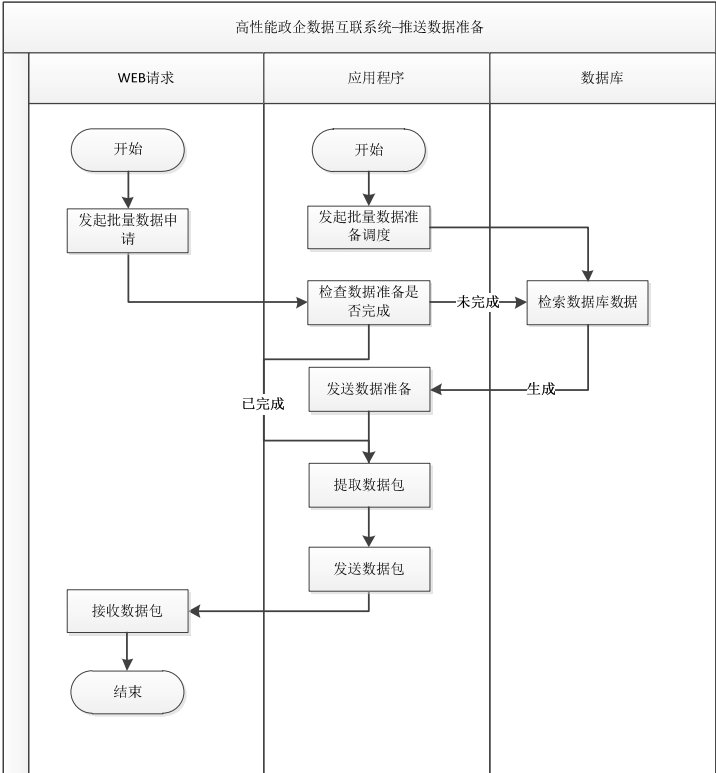 高性能政企数据互联系统–推送数据准备
WEB请求
应用程序
数据库
开始
开始
发起批量数据申
请
发起批量数据准
备调度
检查数据准备是
否完成
未完成
检索数据库数据
发送数据准备
生成
已完成
提取数据包
发送数据包
接收数据包
结束